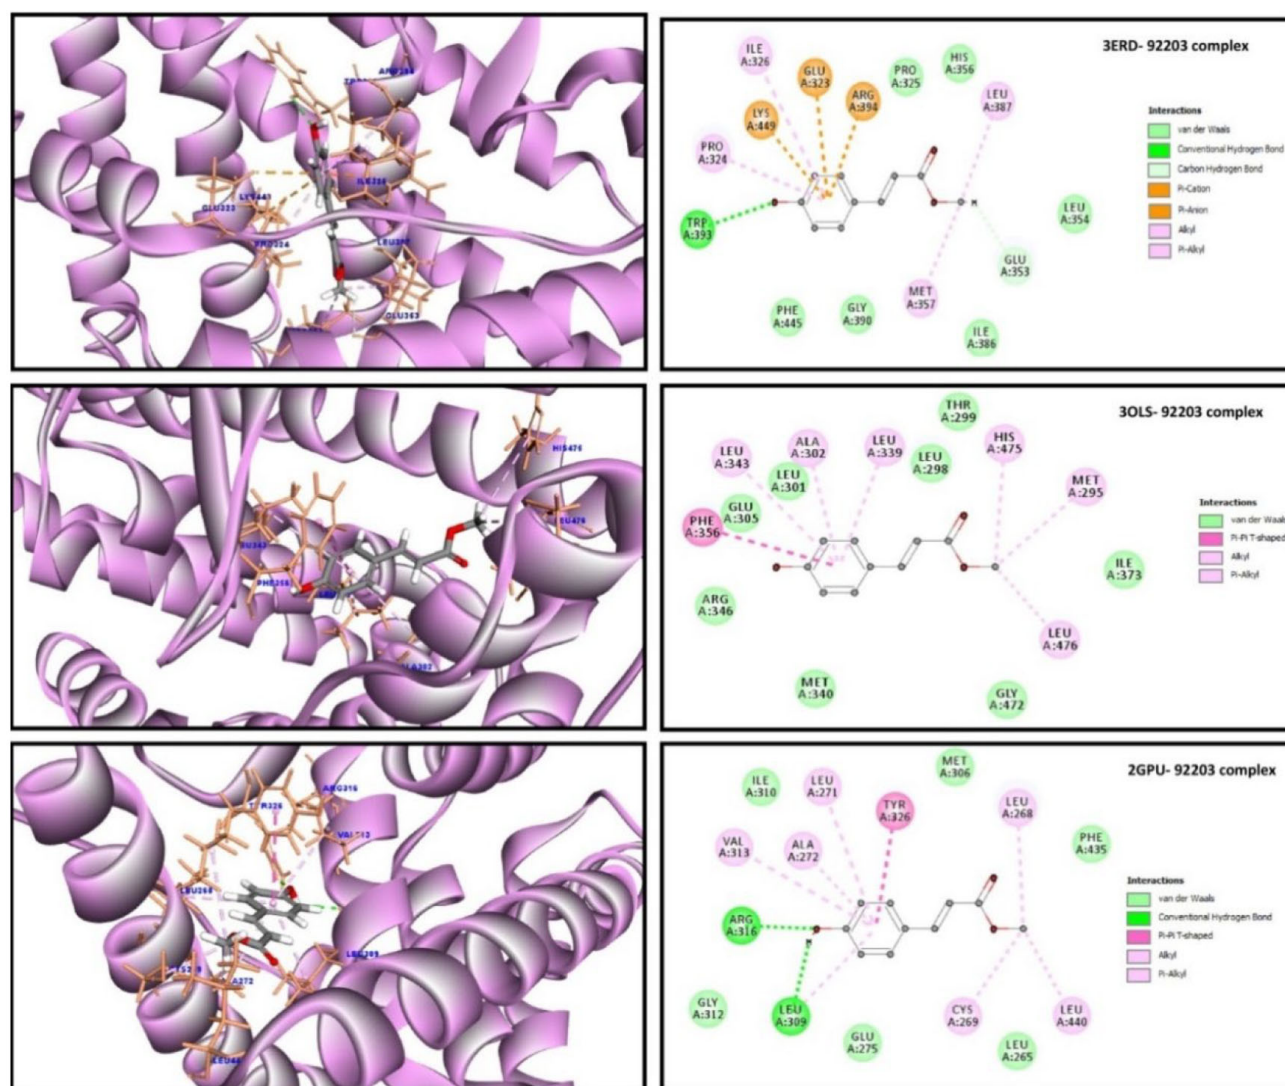 GLU323
ILE326
LEU387
GLU353
3ERD- 92203 complex
ILE
A:326
GLU
A:323
PRO
A:325
HIS
A:356
LYS
A:449
ARG
A:394
LEU
A:387
PRO
A:324
TRP
A:393
LEU
A:354
GLU
A:353
MET
A:357
PHE
A:445
GLY
A:390
ILE
A:386
H
Interactions
van der Waals
Conventional Hydrogen Bond
Carbon Hydrogen Bond
Pi-Cation
Pi-Anion
Alkyl
Pi-Alkyl
HIS475
PHE356
3OLS- 92203 complex
THR
A:299
LEU
A:343
ALA
A:302
LEU
A:339
LEU
A:298
HIS
A:475
MET
A:295
LEU
A:301
GLU
A:305
PHE
A:356
ILE
A:373
ARG
A:346
LEU
A:476
MET
A:340
GLY
A:472
Interactions
van der Waals
Pi-Pi T-shaped
Alkyl
Pi-Alkyl
ARG316
LEU268
LEU309
A272
2GPU- 92203 complex
MET
A:306
ILE
A:310
LEU
A:271
TYR
A:326
LEU
A:268
PHE
A:435
VAL
A:313
ALA
A:272
ARG
A:316
H
GLY
A:312
LEU
A:309
GLU
A:275
CYS
A:269
LEU
A:265
LEU
A:440
Interactions
van der Waals
Conventional Hydrogen Bond
Pi-Pi T-shaped
Alkyl
Pi-Alkyl